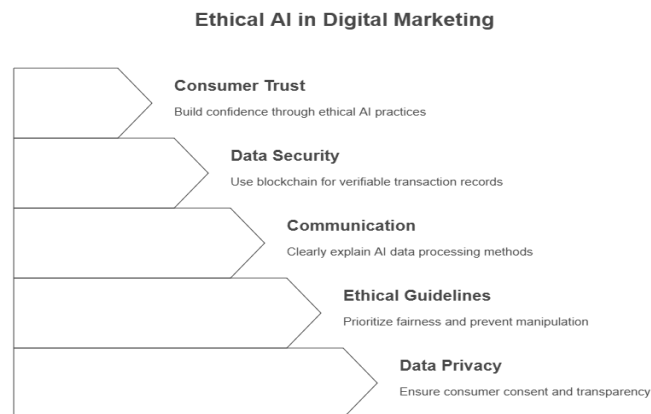 Ethical AI in Digital Marketing
Consumer Trust
Build confidence through ethical AI practices
Data Security
Use blockchain for verifiable transaction records
Communication
Clearly explain AI data processing methods
Ethical Guidelines
Prioritize fairness and prevent manipulation
Data Privacy
Ensure consumer consent and transparency